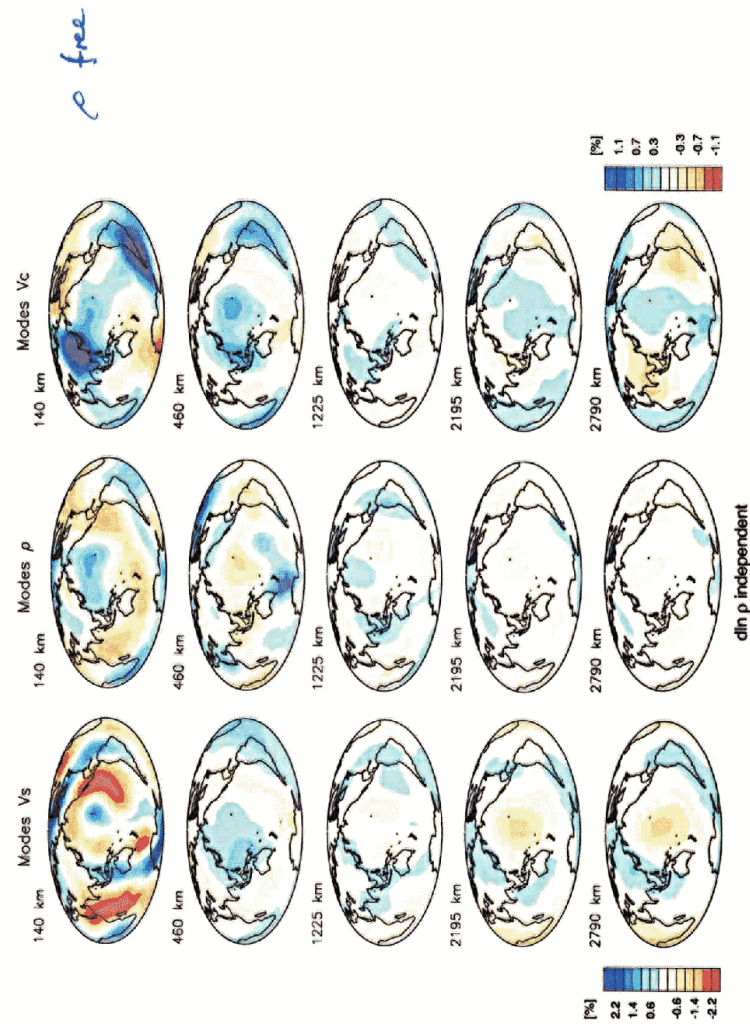 Modes Vs Modes ρ Modes Vc
140 km 140 km 140 km
ρ free
460 km 460 km 460 km
1225 km 1225 km 1225 km
2195 km 2195 km 2195 km
2790 km 2790 km 2790 km
[%]
2.2
1.4
0.6
-0.6
-1.4
-2.2
[%]
1.1
0.7
0.3
-0.3
-0.7
-1.1
dln ρ independent